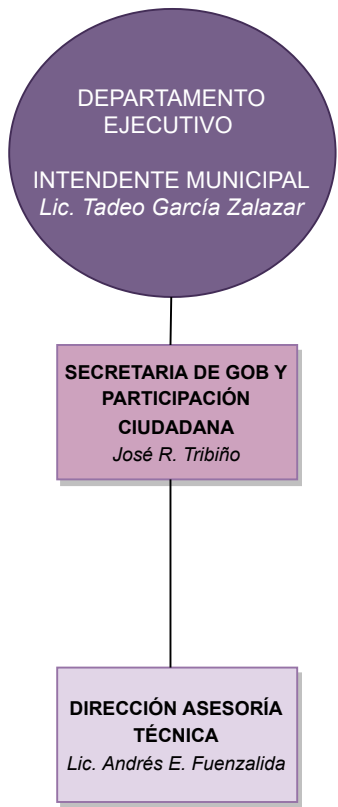 DEPARTAMENTO
EJECUTIVO
INTENDENTE MUNICIPAL
Lic. Tadeo García Zalazar
SECRETARIA DE GOB Y
PARTICIPACIÓN
CIUDADANA
José R. Tribiño
DIRECCIÓN ASESORÍA
TÉCNICA
Lic. Andrés E. Fuenzalida